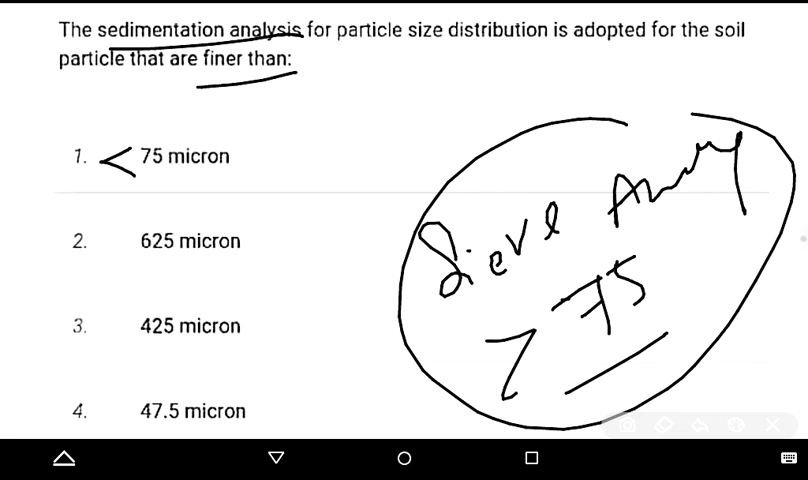 The sedimentation analysis for particle size distribution is adopted for the soil
particle that are finer than:
1. < 75 micron
2. 625 micron
3. 425 micron
4. 47.5 micron
Sieve Analy
> 75